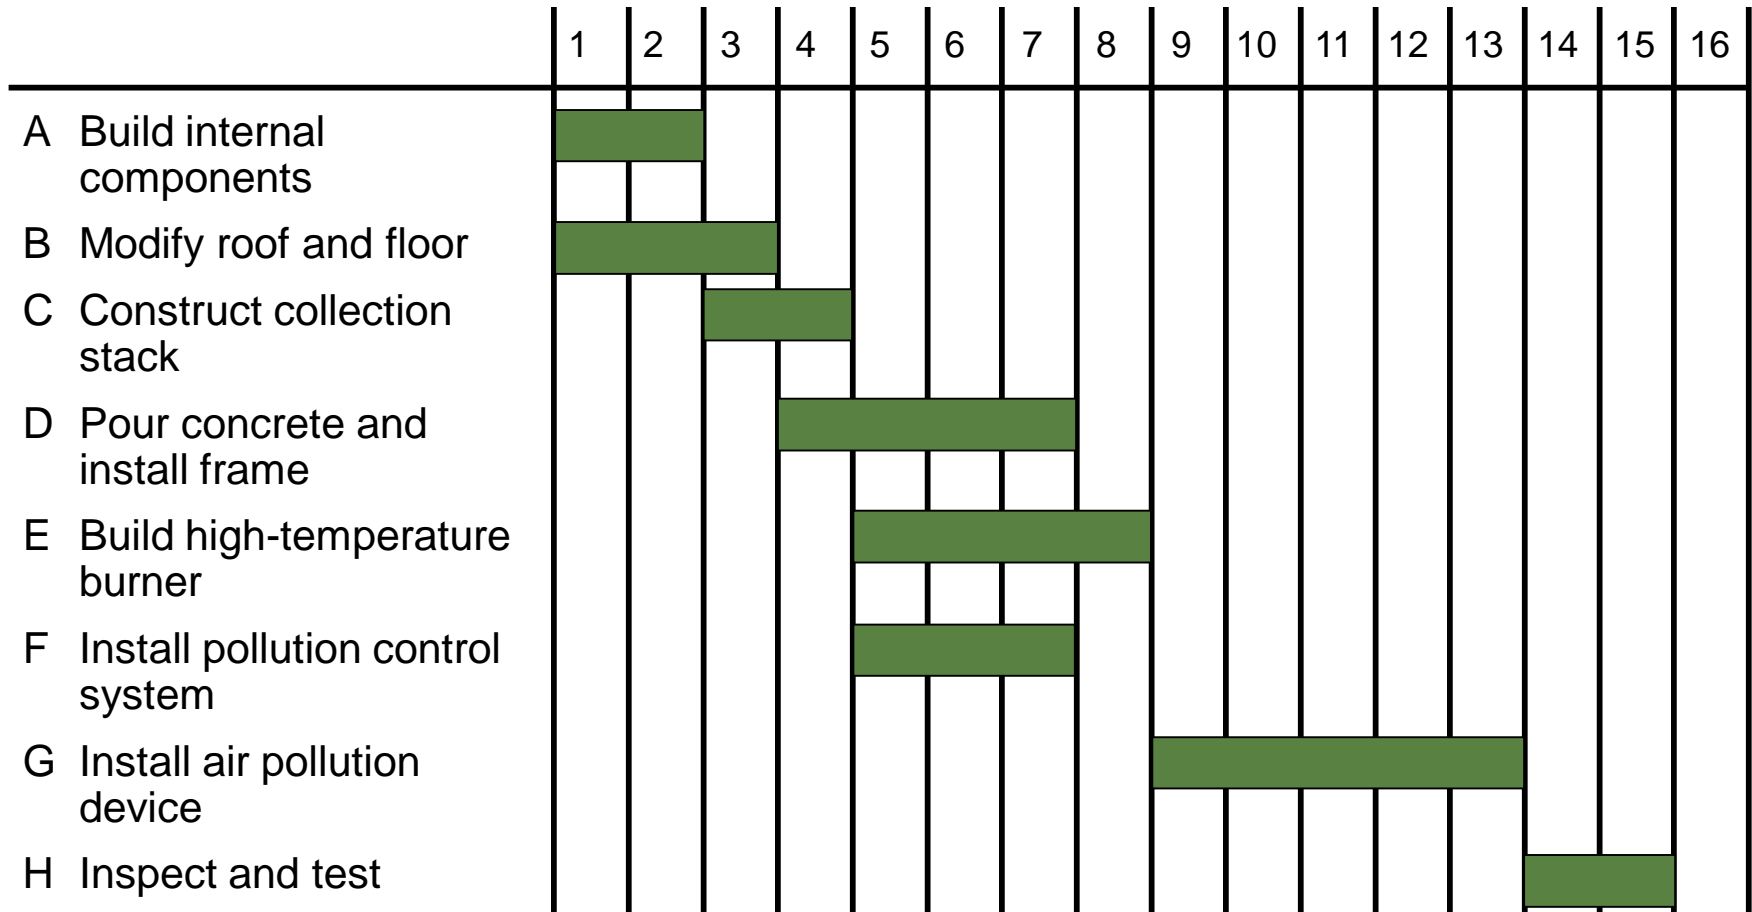 1 2 3 4 5 6 7 8 9 10 11 12 13 14 15 16
A Build internal
components
B Modify roof and floor
C Construct collection
stack
D Pour concrete and
install frame
E Build high-temperature
burner
F Install pollution control
system
G Install air pollution
device
H Inspect and test